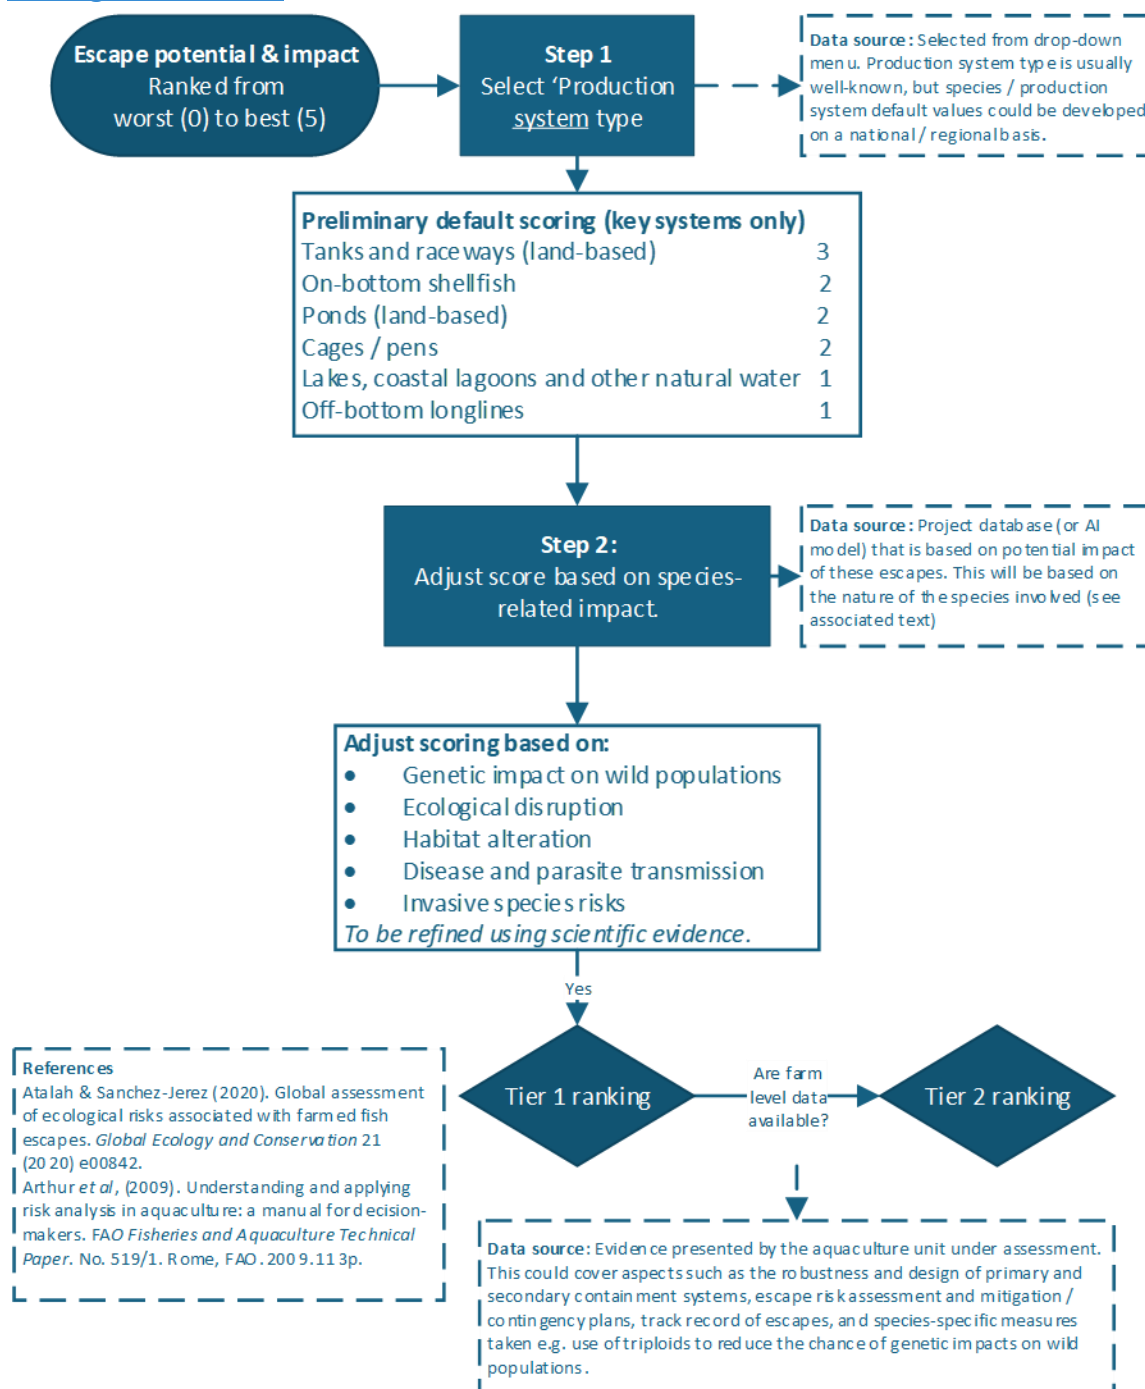 Escape potential & impact
Ranked from
worst (0) to best (5)
Step 1
Select ‘Production
system type
Data source: Selected from drop-down
menu. Production system type is usually
well-known, but species / production
system default values could be developed
on a national / regional basis.
Preliminary default scoring (key systems only)
Tanks and raceways (land-based) 3
On-bottom shellfish 2
Ponds (land-based) 2
Cages / pens 2
Lakes, coastal lagoons and other natural water 1
Off-bottom longlines 1
Step 2:
Adjust score based on species-
related impact.
Data source: Project database (or AI
model) that is based on potential impact
of these escapes. This will be based on
the nature of the species involved (see
associated text)
Adjust scoring based on:
• Genetic impact on wild populations
• Ecological disruption
• Habitat alteration
• Disease and parasite transmission
• Invasive species risks
To be refined using scientific evidence.
Yes
Tier 1 ranking
Are farm
level data
available?
Tier 2 ranking
References
Atalah & Sanchez-Jerez (2020). Global assessment
of ecological risks associated with farmed fish
escapes. Global Ecology and Conservation 21
(2020) e00842.
Arthur et al, (2009). Understanding and applying
risk analysis in aquaculture: a manual for decision-
makers. FAO Fisheries and Aquaculture Technical
Paper. No. 519/1. Rome, FAO. 2009. 113p.
Data source: Evidence presented by the aquaculture unit under assessment.
This could cover aspects such as the robustness and design of primary and
secondary containment systems, escape risk assessment and mitigation /
contingency plans, track record of escapes, and species-specific measures
taken e.g. use of triploids to reduce the chance of genetic impacts on wild
populations.